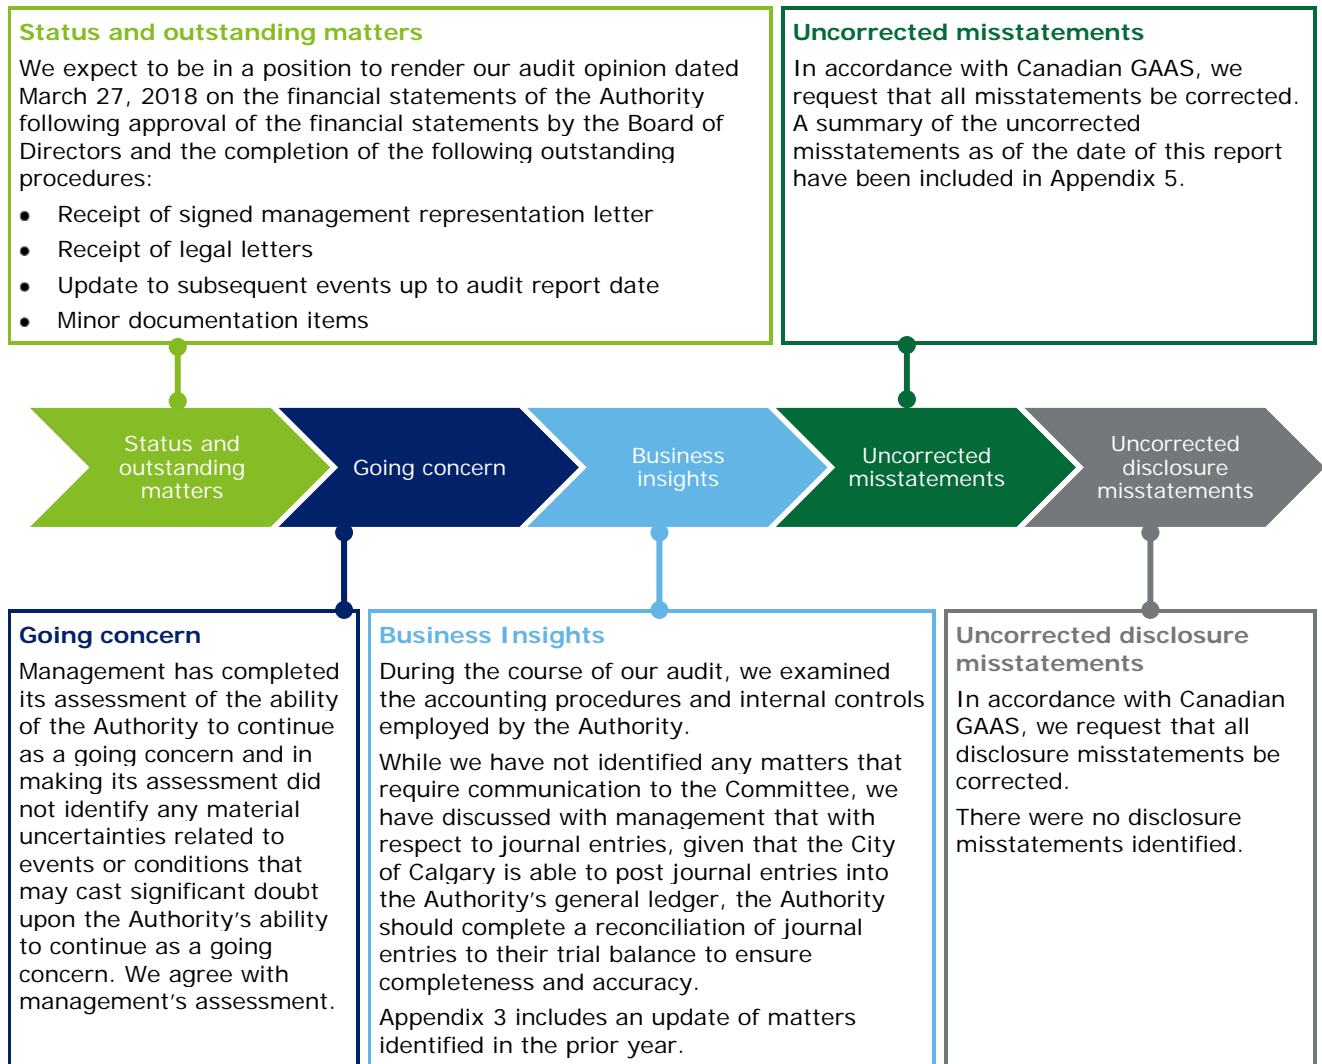 Status and outstanding matters
We expect to be in a position to render our audit opinion dated
March 27, 2018 on the financial statements of the Authority
following approval of the financial statements by the Board of
Directors and the completion of the following outstanding
procedures:
• Receipt of signed management representation letter
• Receipt of legal letters
• Update to subsequent events up to audit report date
• Minor documentation items
Uncorrected misstatements
In accordance with Canadian GAAS, we
request that all misstatements be corrected.
A summary of the uncorrected
misstatements as of the date of this report
have been included in Appendix 5.
Status and
outstanding
matters
Going concern
Business
insights
Uncorrected
misstatements
Uncorrected
disclosure
misstatements
Going concern
Management has completed
its assessment of the ability
of the Authority to continue
as a going concern and in
making its assessment did
not identify any material
uncertainties related to
events or conditions that
may cast significant doubt
upon the Authority's ability
to continue as a going
concern. We agree with
management's assessment.
Business Insights
During the course of our audit, we examined
the accounting procedures and internal controls
employed by the Authority.
While we have not identified any matters that
require communication to the Committee, we
have discussed with management that with
respect to journal entries, given that the City
of Calgary is able to post journal entries into
the Authority's general ledger, the Authority
should complete a reconciliation of journal
entries to their trial balance to ensure
completeness and accuracy.
Appendix 3 includes an update of matters
identified in the prior year.
Uncorrected disclosure
misstatements
In accordance with Canadian
GAAS, we request that all
disclosure misstatements be
corrected.
There were no disclosure
misstatements identified.